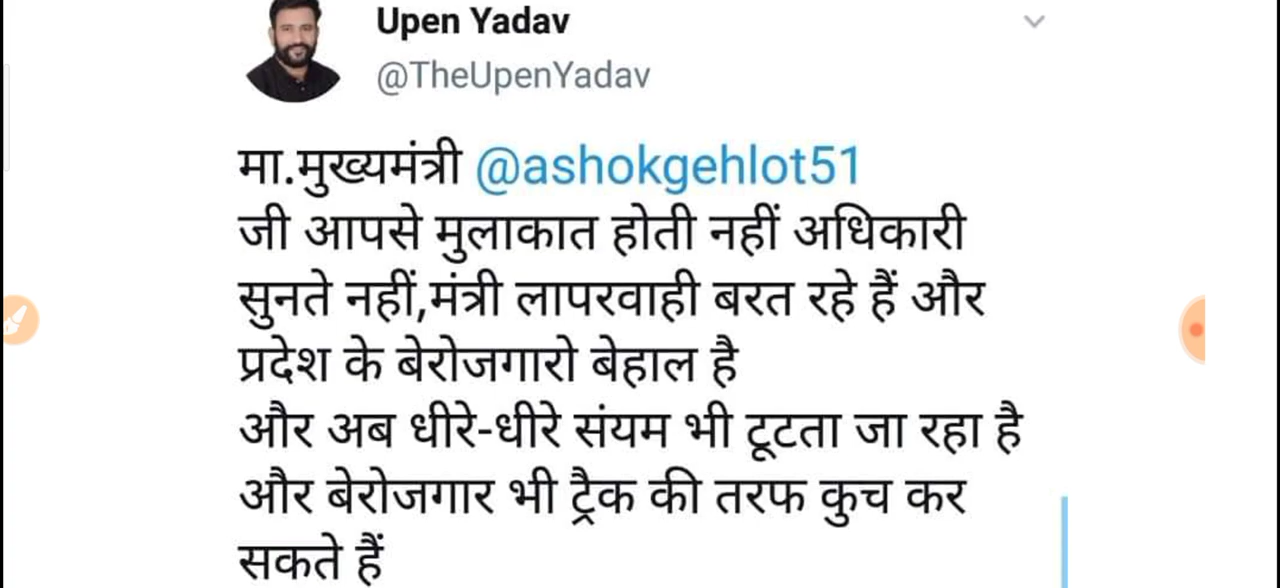 Upen Yadav
@TheUpenYadav
मा.मुख्यमंत्री @ashokgehlot51
जी आपसे मुलाकात होती नहीं अधिकारी
सुनते नहीं,मंत्री लापरवाही बरत रहे हैं और
प्रदेश के बेरोजगारो बेहाल है
और अब धीरे-धीरे संयम भी टूटता जा रहा है
और बेरोजगार भी ट्रैक की तरफ कुच कर
सकते हैं